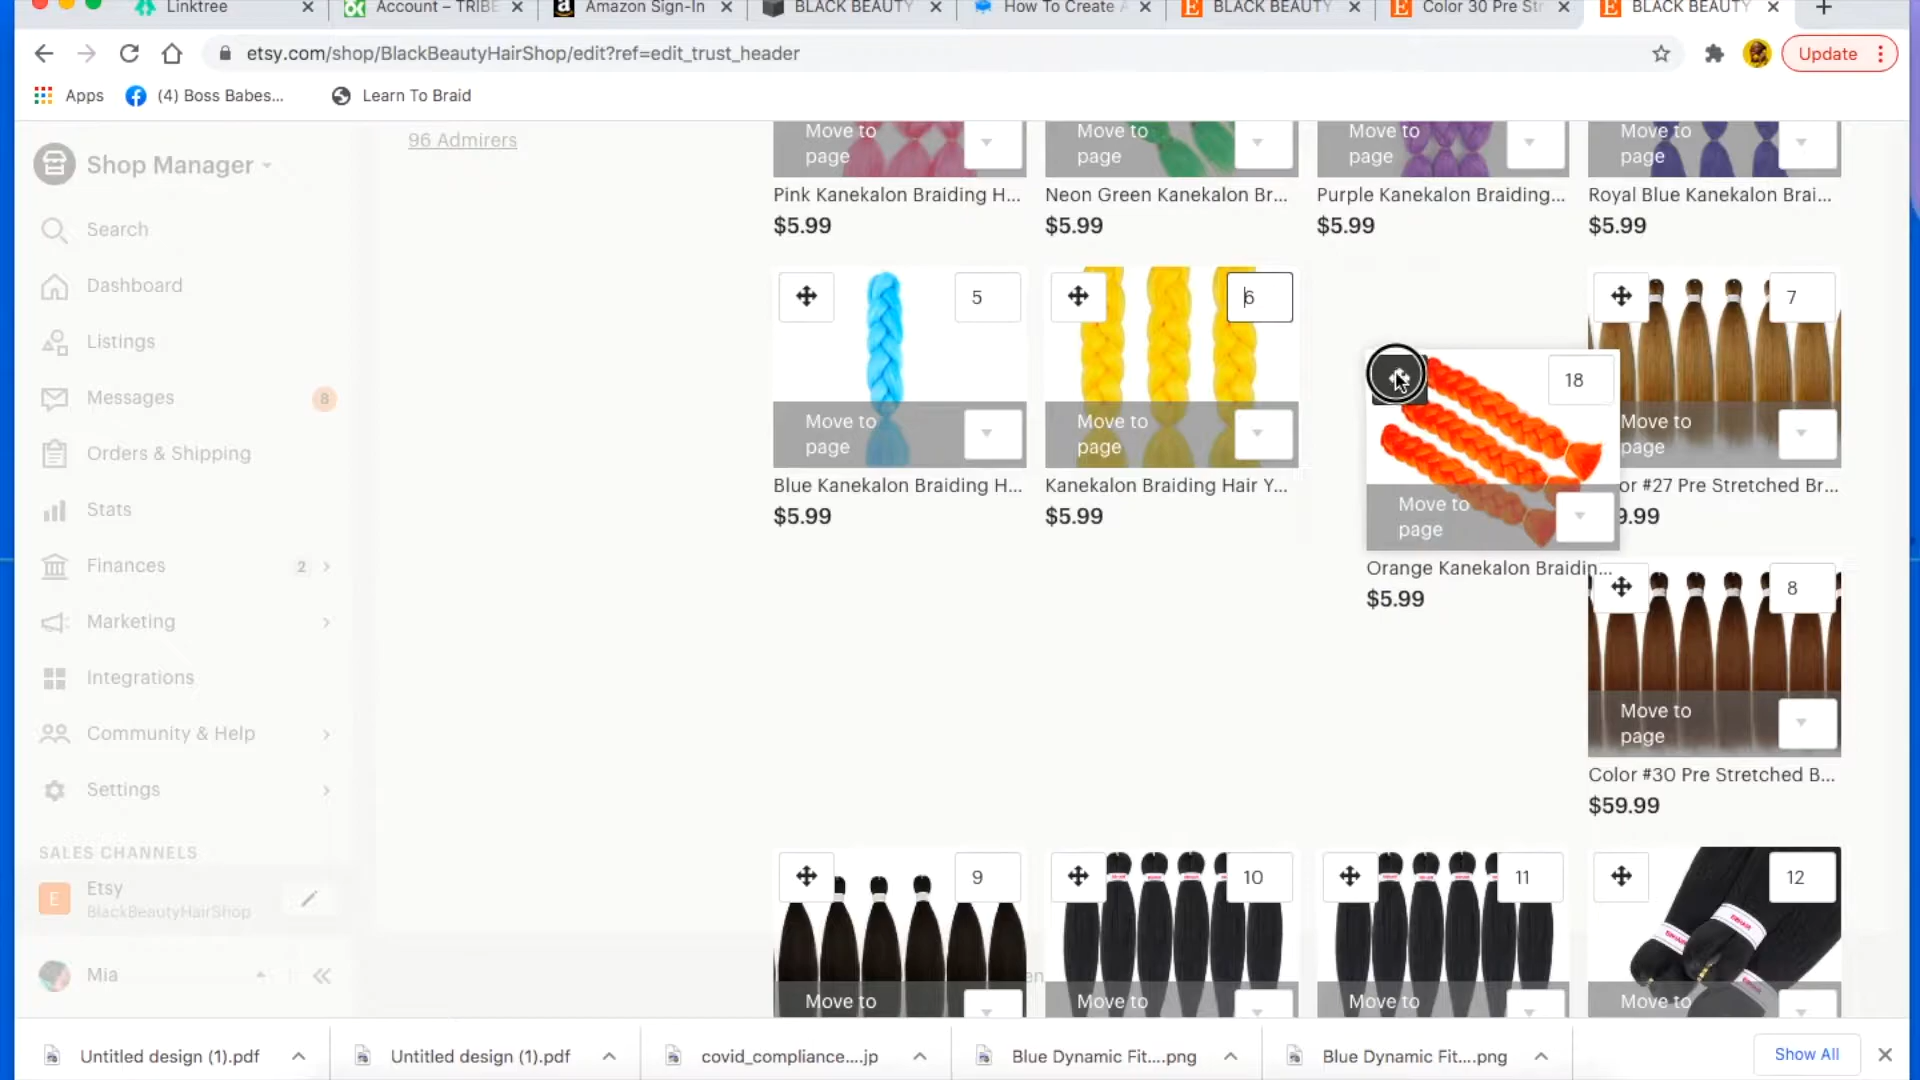 Linktree
Account – TRIBE
Amazon Sign-In
BLACK BEAUTY
How To Create A
BLACK BEAUTY
Color 30 Pre Str
BLACK BEAUTY
etsy.com/shop/BlackBeautyHairShop/edit?ref=edit_trust_header
Update
Apps
(4) Boss Babes...
Learn To Braid
Shop Manager
Search
Dashboard
Listings
Messages
8
Orders & Shipping
Stats
Finances
2
Marketing
Integrations
Community & Help
Settings
SALES CHANNELS
E
Etsy
BlackBeautyHairShop
Mia
96 Admirers
Move to page
Move to page
Move to page
Move to page
Pink Kanekalon Braiding H...
Neon Green Kanekalon Br...
Purple Kanekalon Braiding...
Royal Blue Kanekalon Brai...
$5.99
$5.99
$5.99
$5.99
5
6
18
7
Move to page
Move to page
Move to page
Move to page
Blue Kanekalon Braiding H...
Kanekalon Braiding Hair Y...
or #27 Pre Stretched Br...
$5.99
$5.99
9.99
Orange Kanekalon Braidin...
$5.99
8
Move to page
Color #30 Pre Stretched B...
$59.99
9
10
11
12
Move to
Move to
Move to
Move to
en
Untitled design (1).pdf
Untitled design (1).pdf
covid_compliance....jp
Blue Dynamic Fit....png
Blue Dynamic Fit....png
Show All